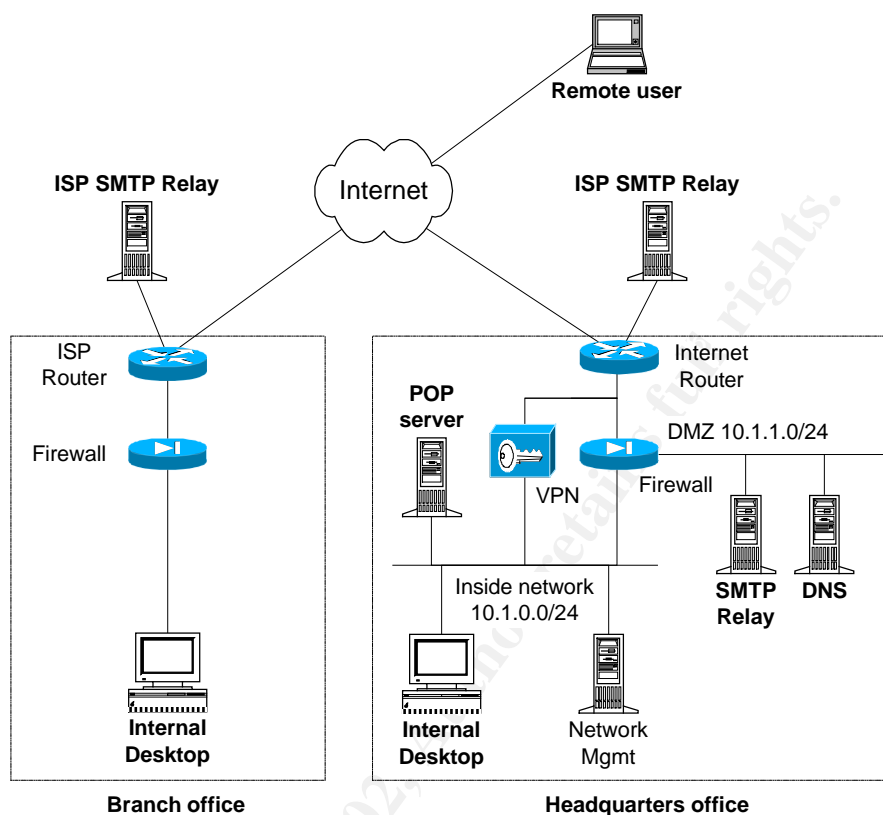 Remote user
ISP SMTP Relay
Internet
ISP SMTP Relay
ISP
Router
Internet
Router
POP
server
Firewall
VPN
Firewall
DMZ 10.1.1.0/24
SMTP
Relay
DNS
Inside network
10.1.0.0/24
Internal
Desktop
Internal
Desktop
Network
Mgmt
Branch office
Headquarters office